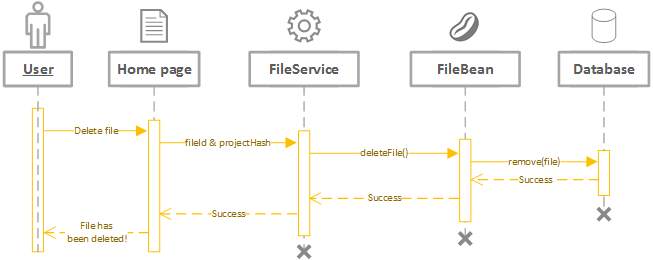 User
Home page
FileService
FileBean
Database
Delete file
fileId & projectHash
deleteFile()
remove(file)
Success
Success
Success
File has
been deleted!